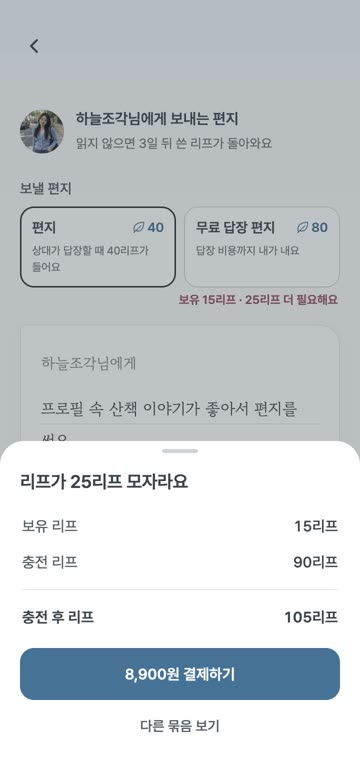 하늘조각님에게 보내는 편지
읽지 않으면 3일 뒤 쓴 리프가 돌아와요
보낼 편지
편지 40
상대가 답장할 때 40리프가
들어요
무료 답장 편지 80
답장 비용까지 내가 내요
보유 15리프 · 25리프 더 필요해요
하늘조각님에게
프로필 속 산책 이야기가 좋아서 편지를
써요
리프가 25리프 모자라요
보유 리프 15리프
충전 리프 90리프
충전 후 리프 105리프
8,900원 결제하기
다른 묶음 보기